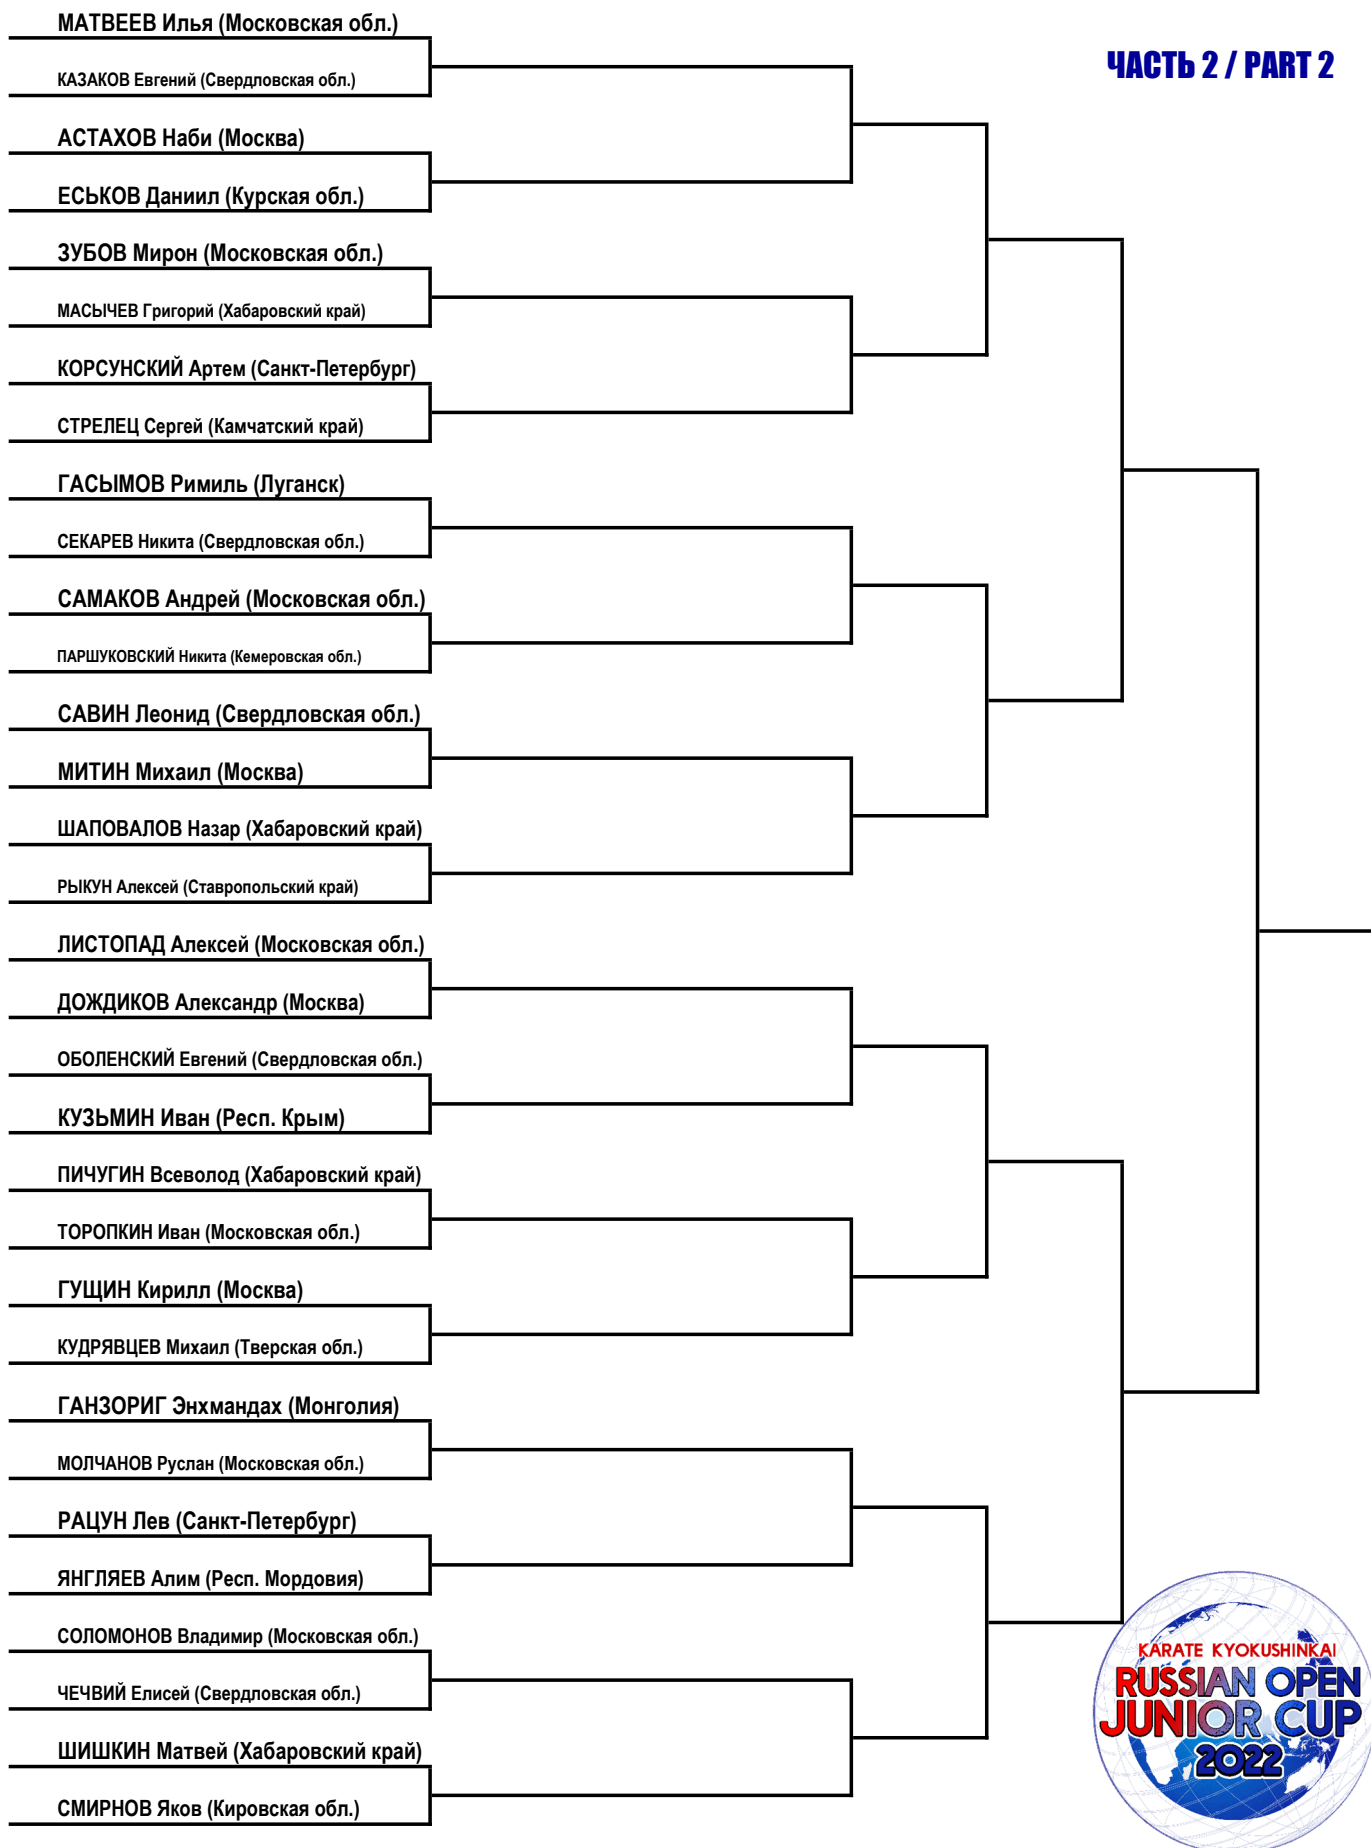 МАТВЕЕВ Илья (Московская обл.)
ЧАСТЬ 2 / PART 2
КАЗАКОВ Евгений (Свердловская обл.)
АСТАХОВ Наби (Москва)
ЕСЬКОВ Даниил (Курская обл.)
ЗУБОВ Мирон (Московская обл.)
МАСЫЧЕВ Григорий (Хабаровский край)
КОРСУНСКИЙ Артем (Санкт-Петербург)
СТРЕЛЕЦ Сергей (Камчатский край)
ГАСЫМОВ Римиль (Луганск)
СЕКАРЕВ Никита (Свердловская обл.)
САМАКОВ Андрей (Московская обл.)
ПАРШУКОВСКИЙ Никита (Кемеровская обл.)
САВИН Леонид (Свердловская обл.)
МИТИН Михаил (Москва)
ШАПОВАЛОВ Назар (Хабаровский край)
РЫКУН Алексей (Ставропольский край)
ЛИСТОПАД Алексей (Московская обл.)
ДОЖДИКОВ Александр (Москва)
ОБОЛЕНСКИЙ Евгений (Свердловская обл.)
КУЗЬМИН Иван (Респ. Крым)
ПИЧУГИН Всеволод (Хабаровский край)
ТОРОПКИН Иван (Московская обл.)
ГУЩИН Кирилл (Москва)
КУДРЯВЦЕВ Михаил (Тверская обл.)
ГАНЗОРИГ Энхмандах (Монголия)
МОЛЧАНОВ Руслан (Московская обл.)
РАЦУН Лев (Санкт-Петербург)
ЯНГЛЯЕВ Алим (Респ. Мордовия)
СОЛОМОНОВ Владимир (Московская обл.)
ЧЕЧВИЙ Елисей (Свердловская обл.)
ШИШКИН Матвей (Хабаровский край)
СМИРНОВ Яков (Кировская обл.)
KARATE KYOKUSHINKAI
RUSSIAN OPEN
JUNIOR CUP
2022